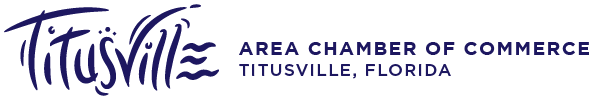 Titusville
AREA CHAMBER OF COMMERCE
TITUSVILLE, FLORIDA